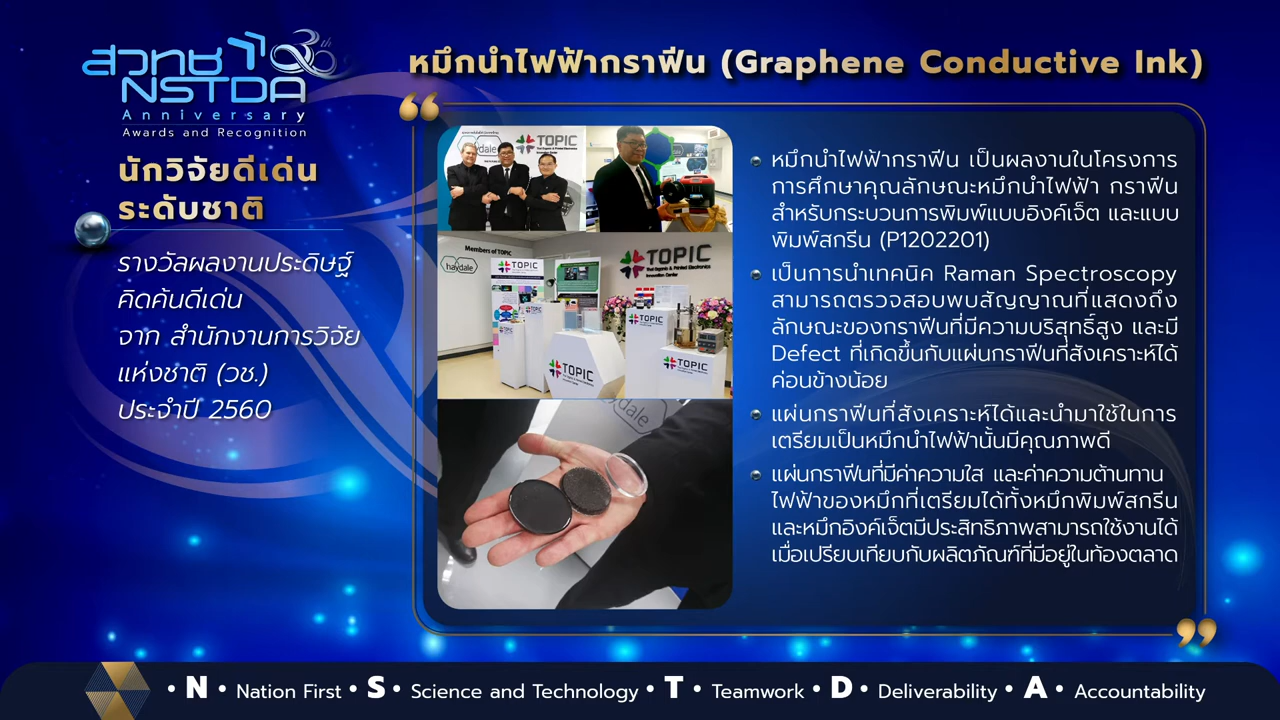 สวทช
NSTDA
30th
Anniversary
Awards and Recognition
นักวิจัยดีเด่น
ระดับชาติ
รางวัลผลงานประดิษฐ์
คิดค้นดีเด่น
จาก สำนักงานการวิจัย
แห่งชาติ (วช.)
ประจำปี 2560
หมึกนำไฟฟ้ากราฟีน (Graphene Conductive Ink)
TOPIC
Members of TOPIC
haydale
TOPIC
TOPIC
Thai Organic & Printed Electronics
Innovation Center
TOPIC
TOPIC
TOPIC
TOPIC
หมึกนำไฟฟ้ากราฟีน เป็นผลงานในโครงการ
การศึกษาคุณลักษณะหมึกนำไฟฟ้า กราฟีน
สำหรับกระบวนการพิมพ์แบบอิงค์เจ็ต และแบบ
พิมพ์สกรีน (P1202201)
เป็นการนำเทคนิค Raman Spectroscopy
สามารถตรวจสอบพบสัญญาณที่แสดงถึง
ลักษณะของกราฟีนที่มีความบริสุทธิ์สูง และมี
Defect ที่เกิดขึ้นกับแผ่นกราฟีนที่สังเคราะห์ได้
ค่อนข้างน้อย
แผ่นกราฟีนที่สังเคราะห์ได้และนำมาใช้ในการ
เตรียมเป็นหมึกนำไฟฟ้านั้นมีคุณภาพดี
แผ่นกราฟีนที่มีค่าความใส และค่าความต้านทาน
ไฟฟ้าของหมึกที่เตรียมได้ทั้งหมึกพิมพ์สกรีน
และหมึกอิงค์เจ็ตมีประสิทธิภาพสามารถใช้งานได้
เมื่อเปรียบเทียบกับผลิตภัณฑ์ที่มีอยู่ในท้องตลาด
• N • Nation First • S • Science and Technology • T • Teamwork • D • Deliverability • A • Accountability